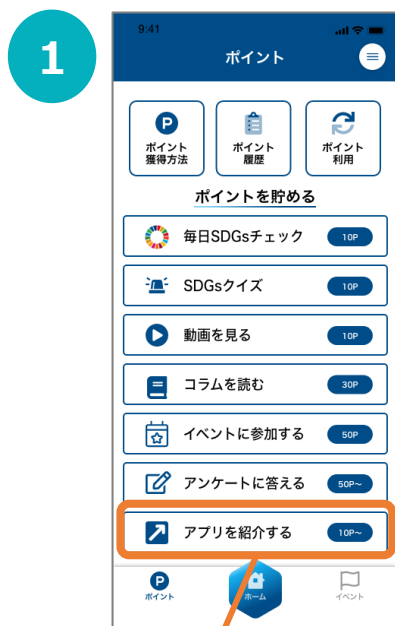 1
9:41
ポイント
ポイント
獲得方法
ポイント
履歴
ポイント
利用
ポイントを貯める
毎日SDGsチェック 10P
SDGsクイズ 10P
動画を見る 10P
コラムを読む 30P
イベントに参加する 50P
アンケートに答える 50P~
アプリを紹介する 10P~
P
ポイント
ホーム
イベント